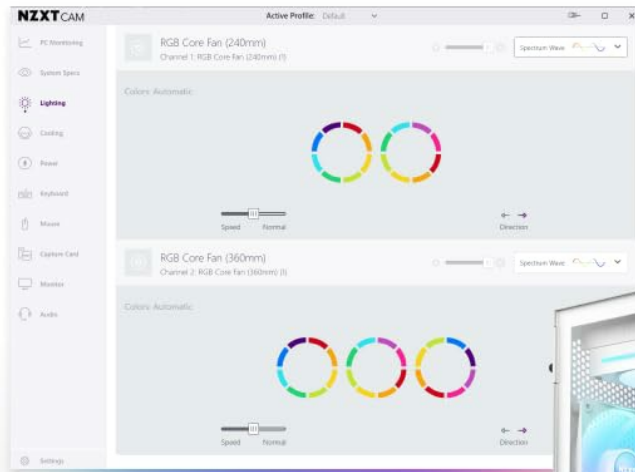 NZXT CAM
Active Profile: Default
PC Monitoring
System Specs
Lighting
Cooling
Power
Keyboard
Mouse
Capture Card
Monitor
Audio
Settings
RGB Core Fan (240mm)
Channel 1: RGB Core Fan (240mm) (1)
Spectrum Wave
Colors: Automatic
Speed Normal
Direction
RGB Core Fan (360mm)
Channel 2: RGB Core Fan (360mm) (1)
Spectrum Wave
Colors: Automatic
Speed Normal
Direction